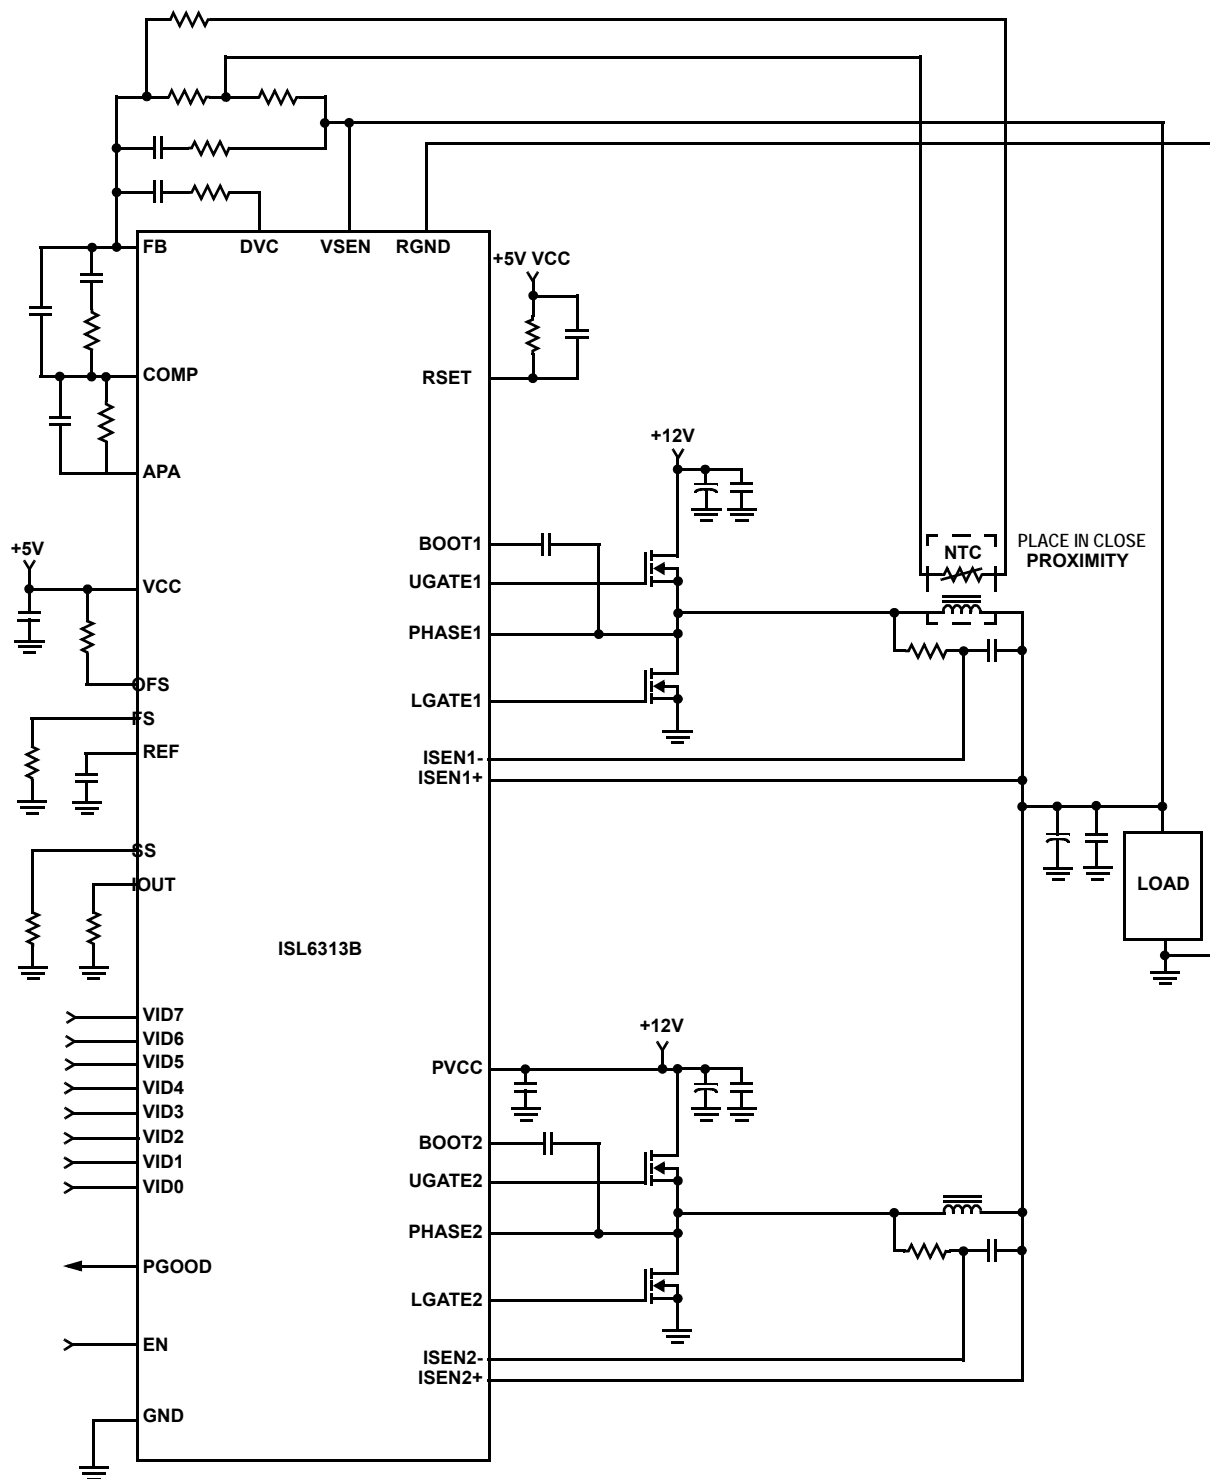 FB
DVC
VSEN
RGND
+5V VCC
COMP
RSET
+12V
APA
+5V
BOOT1
NTC
PLACE IN CLOSE
PROXIMITY
UGATE1
VCC
PHASE1
OFS
LGATE1
FS
REF
ISEN1-
ISEN1+
SS
IOUT
LOAD
ISL6313B
VID7
+12V
VID6
VID5
PVCC
VID4
VID3
VID2
BOOT2
VID1
UGATE2
VID0
PHASE2
PGOOD
LGATE2
EN
ISEN2-
ISEN2+
GND